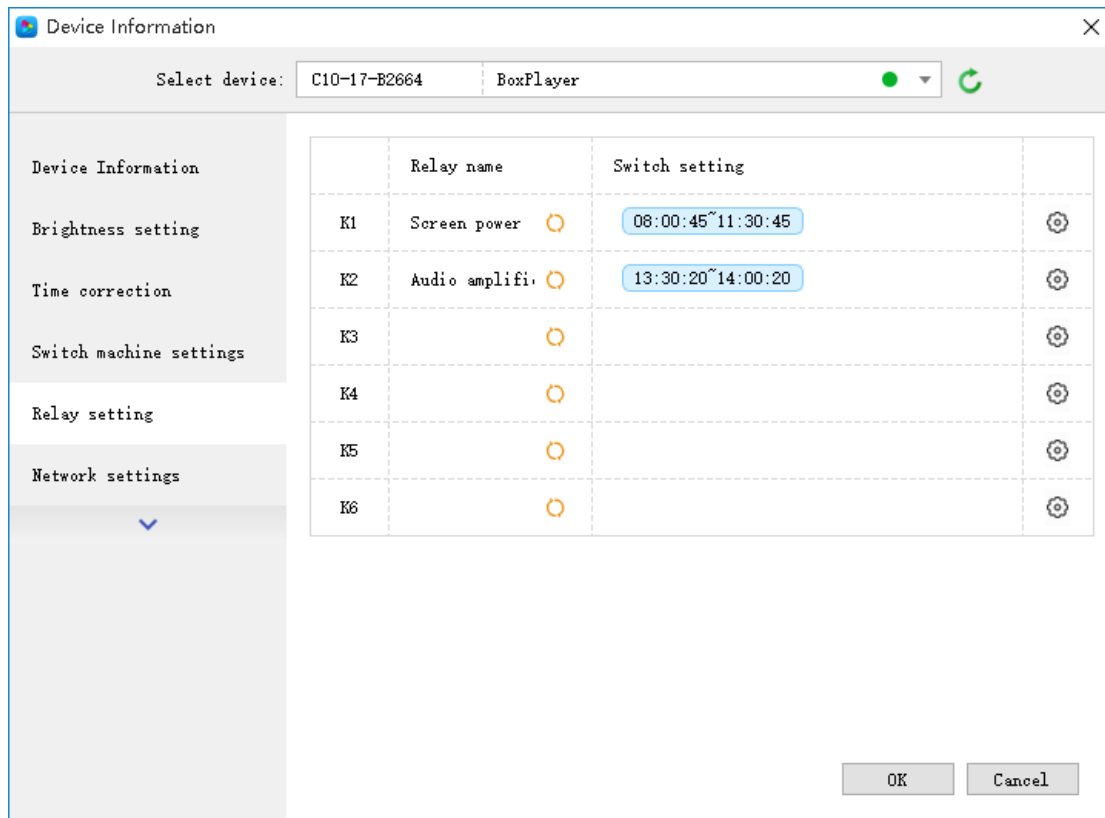 Device Information
Select device: C10-17-B2664 BoxPlayer
Device Information
Brightness setting
Time correction
Switch machine settings
Relay setting
Network settings
Relay name Switch setting
K1 Screen power 08:00:45~11:30:45
K2 Audio amplifi 13:30:20~14:00:20
K3
K4
K5
K6
OK Cancel